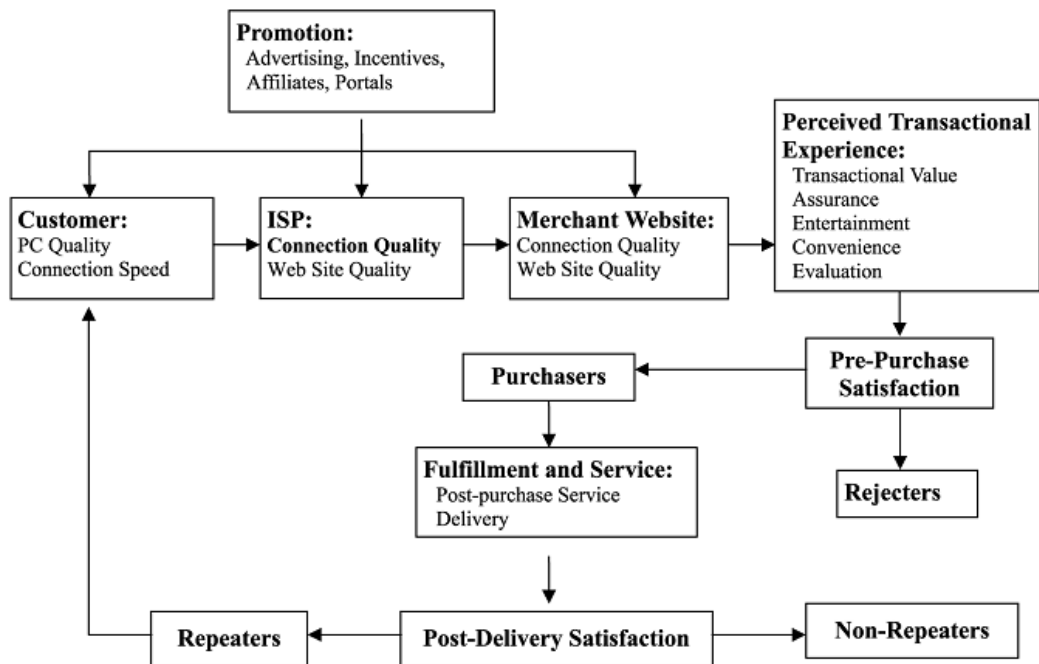 Promotion:
Advertising, Incentives,
Affiliates, Portals
Perceived Transactional
Experience:
Transactional Value
Assurance
Entertainment
Convenience
Evaluation
Customer:
PC Quality
Connection Speed
ISP:
Connection Quality
Web Site Quality
Merchant Website:
Connection Quality
Web Site Quality
Pre-Purchase
Satisfaction
Purchasers
Fulfillment and Service:
Post-purchase Service
Delivery
Rejecters
Repeaters
Post-Delivery Satisfaction
Non-Repeaters